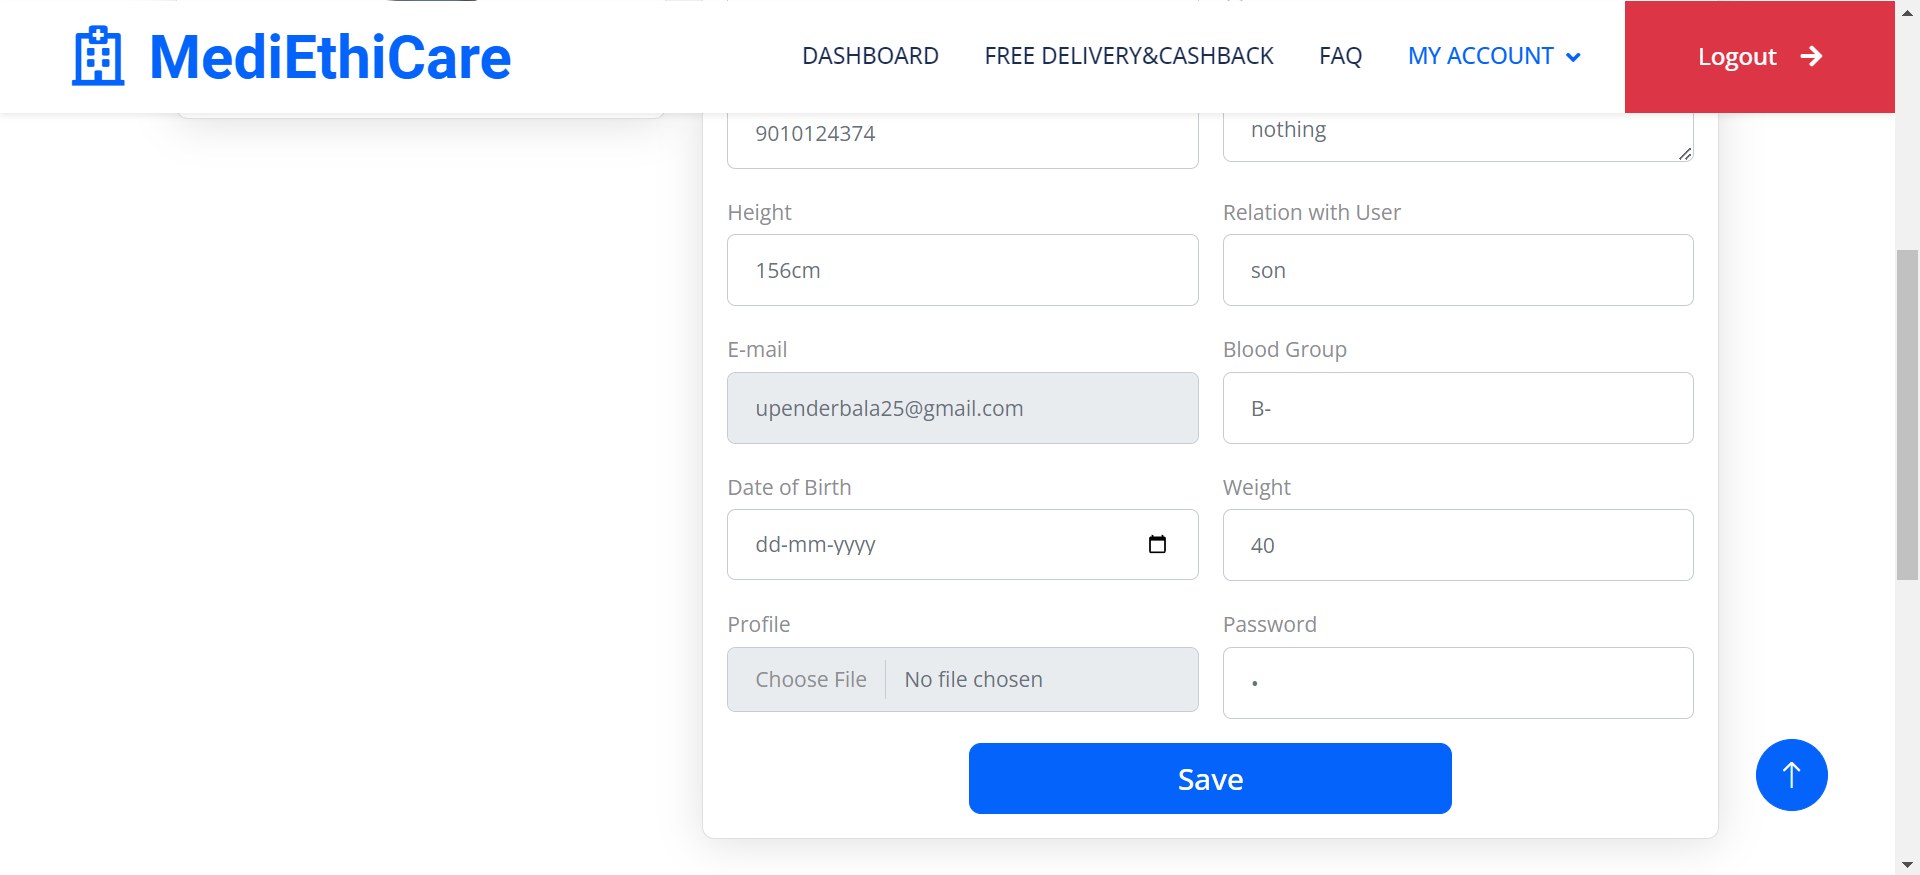 MediEthiCare
DASHBOARD FREE DELIVERY&CASHBACK FAQ MY ACCOUNT Logout
9010124374
nothing
Height
156cm
Relation with User
son
E-mail
upenderbala25@gmail.com
Blood Group
B-
Date of Birth
dd-mm-yyyy
Weight
40
Profile
Choose File No file chosen
Password
Save